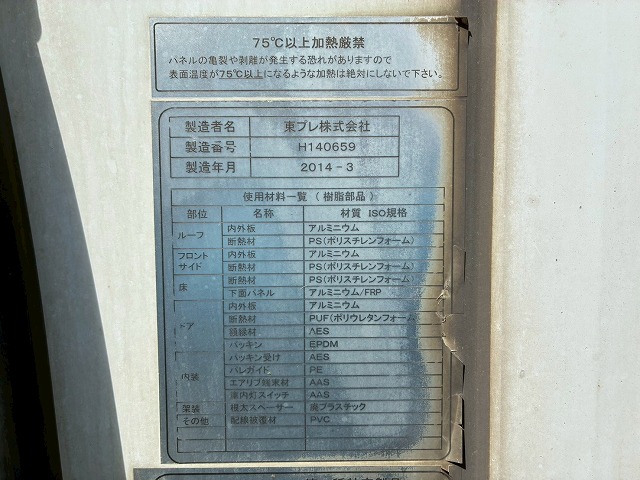 75℃以上加熱厳禁
パネルの亀裂や剥離が発生する恐れがありますので
表面温度が75℃以上になるような加熱は絶対にしないで下さい。
製造者名 東プレ株式会社
製造番号 H140659
製造年月 2014-3
使用材料一覧(樹脂部品)
部位 名称 材質 ISO規格
ルーフ 内外板 アルミニウム
断熱材 PS(ポリスチレンフォーム)
フロントサイド 内外板 アルミニウム
断熱材 PS(ポリスチレンフォーム)
床 断熱材 PS(ポリスチレンフォーム)
下面パネル アルミニウム/FRP
ドア 内外板 アルミニウム
断熱材 PUF(ポリウレタンフォーム
額縁材 AES
パッキン EPDM
内装 パッキン受け AES
バレガイド PE
エアリブ端末材 AAS
庫内灯スイッチ AAS
架装 根太スペーサー 廃プラスチック
その他 配線被覆材 PVC